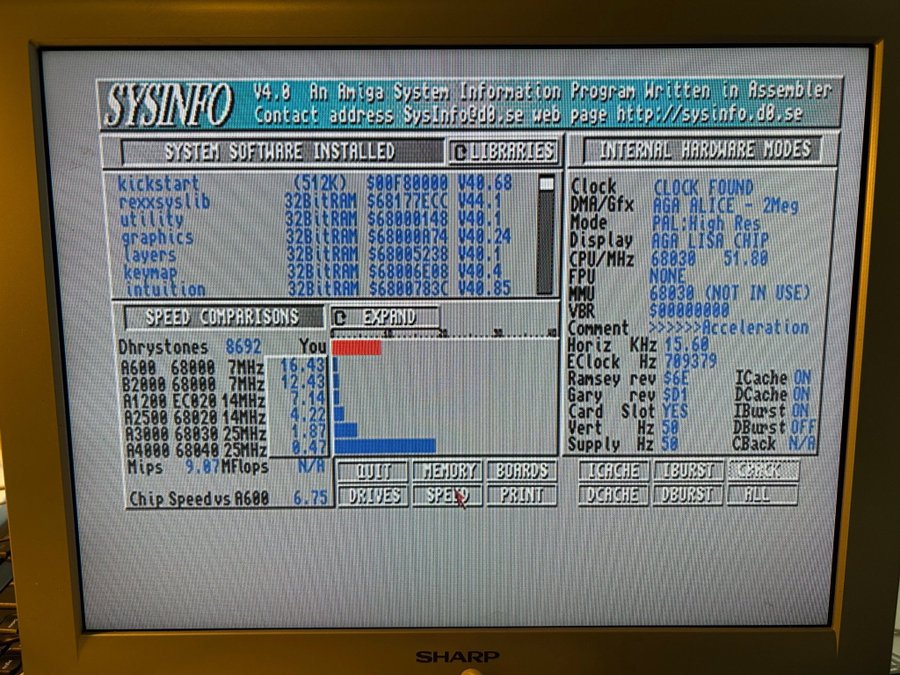 SYSINFO
V4.0 An Amiga System Information Program Written in Assembler
Contact address SysInfo@d0.se web page http://sysinfo.d0.se
SYSTEM SOFTWARE INSTALLED
LIBRARIES
kickstart (512K) $00F80000 V40.68
rexxsyslib 32BitRAM $68177ECC V44.1
utility 32BitRAM $68000148 V40.1
graphics 32BitRAM $68000A74 V40.24
layers 32BitRAM $68005238 V40.1
keymap 32BitRAM $68006E08 V40.4
intuition 32BitRAM $6800783C V40.85
INTERNAL HARDWARE MODES
Clock CLOCK FOUND
DMA/Gfx AGA ALICE - 2Meg
Mode PAL:High Res
Display AGA LISA CHIP
CPU/MHz 68030 51.80
FPU NONE
MMU 68030 (NOT IN USE)
VBR $00000000
Comment >>>>>>Acceleration
Horiz KHz 15.60
EClock Hz 709379
Ramsey rev $6E ICache ON
Gary rev $D1 DCache ON
Card Slot YES IBurst ON
Vert Hz 50 DBurst OFF
Supply Hz 50 CBack N/A
SPEED COMPARISONS
EXPAND
Dhrystones 8692 You
A600 68000 7MHz 16.43
B2000 68000 7MHz 12.43
A1200 EC020 14MHz 7.14
A2500 68020 14MHz 4.22
A3000 68030 25MHz 1.87
A4000 68040 25MHz 0.47
Mips 9.07 MFlops N/A
Chip Speed vs A600 6.75
QUIT MEMORY BOARDS
DRIVES SPEED PRINT
ICACHE IBURST CBACK
DCACHE DBURST ALL
SHARP